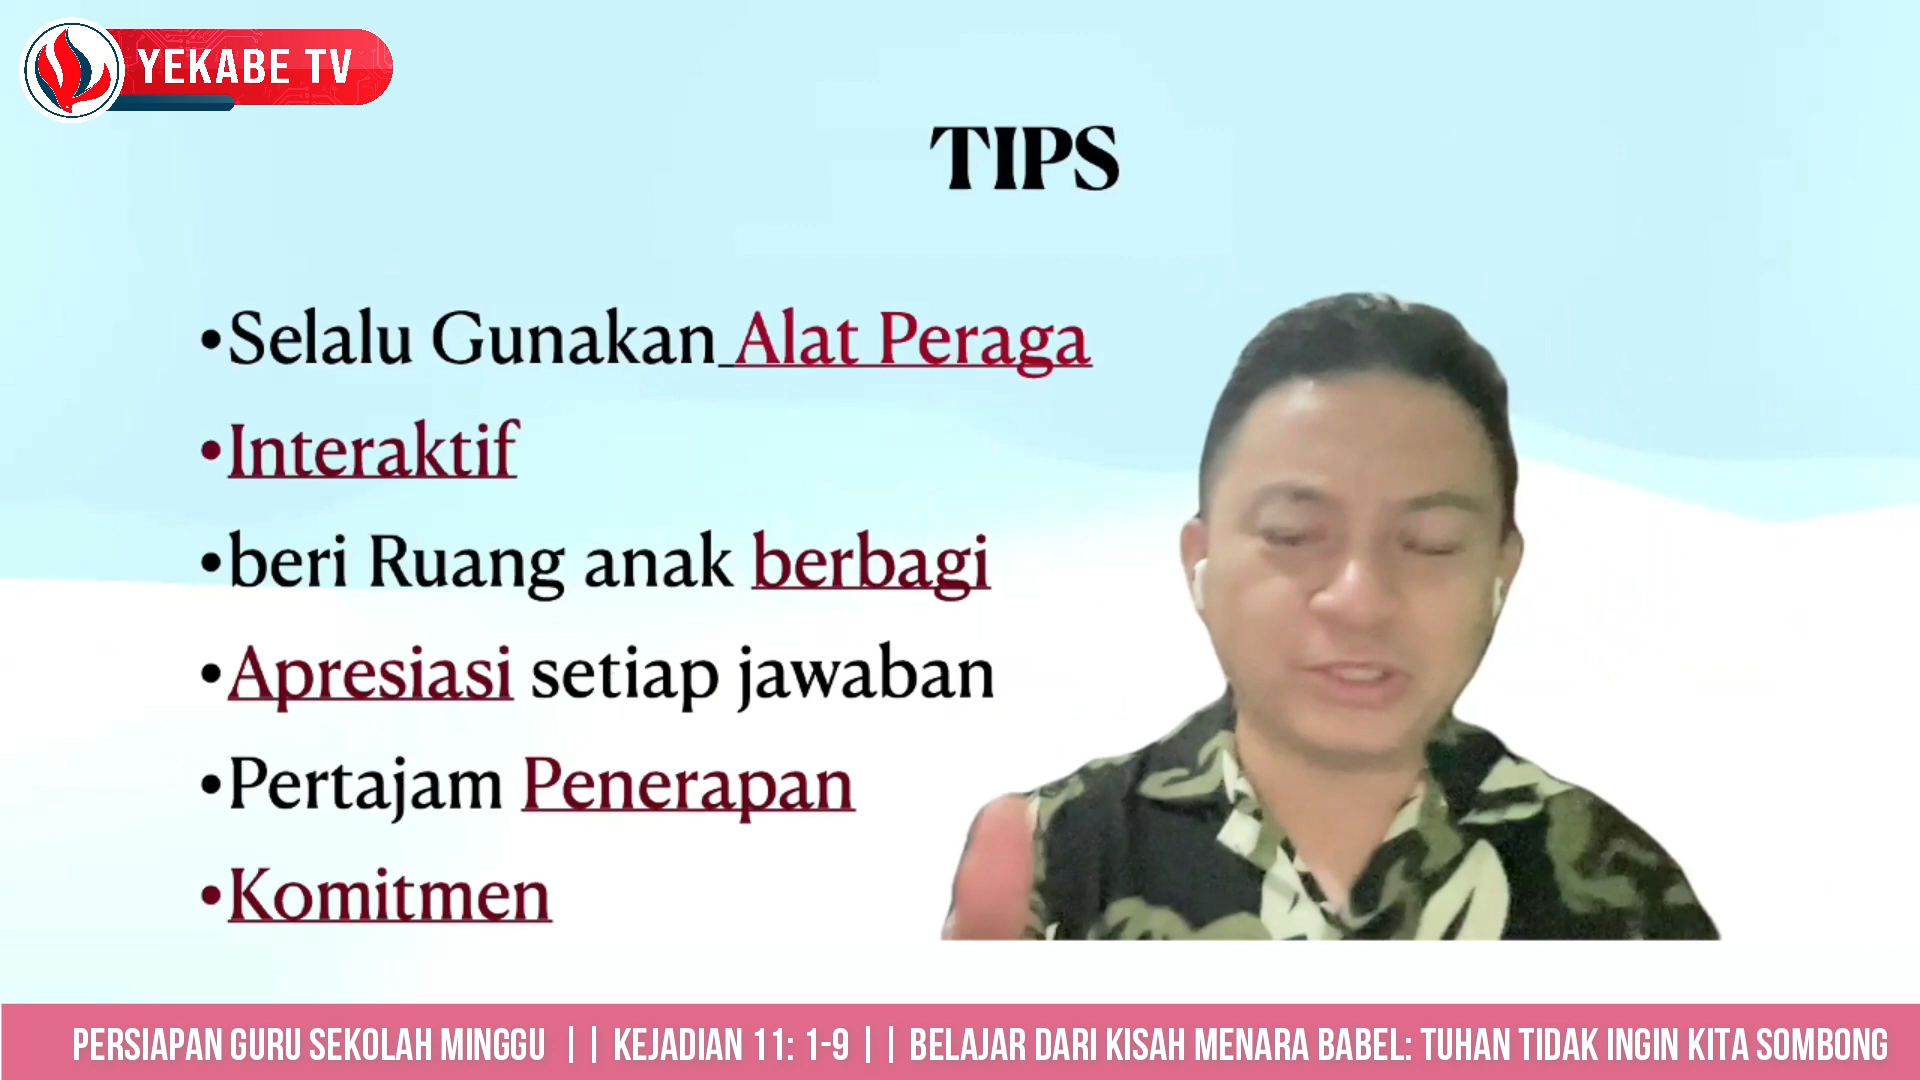 YEKABE TV
TIPS
•Selalu Gunakan Alat Peraga
•Interaktif
•beri Ruang anak berbagi
•Apresiasi setiap jawaban
•Pertajam Penerapan
•Komitmen
PERSIAPAN GURU SEKOLAH MINGGU || KEJADIAN 11: 1-9 || BELAJAR DARI KISAH MENARA BABEL: TUHAN TIDAK INGIN KITA SOMBONG